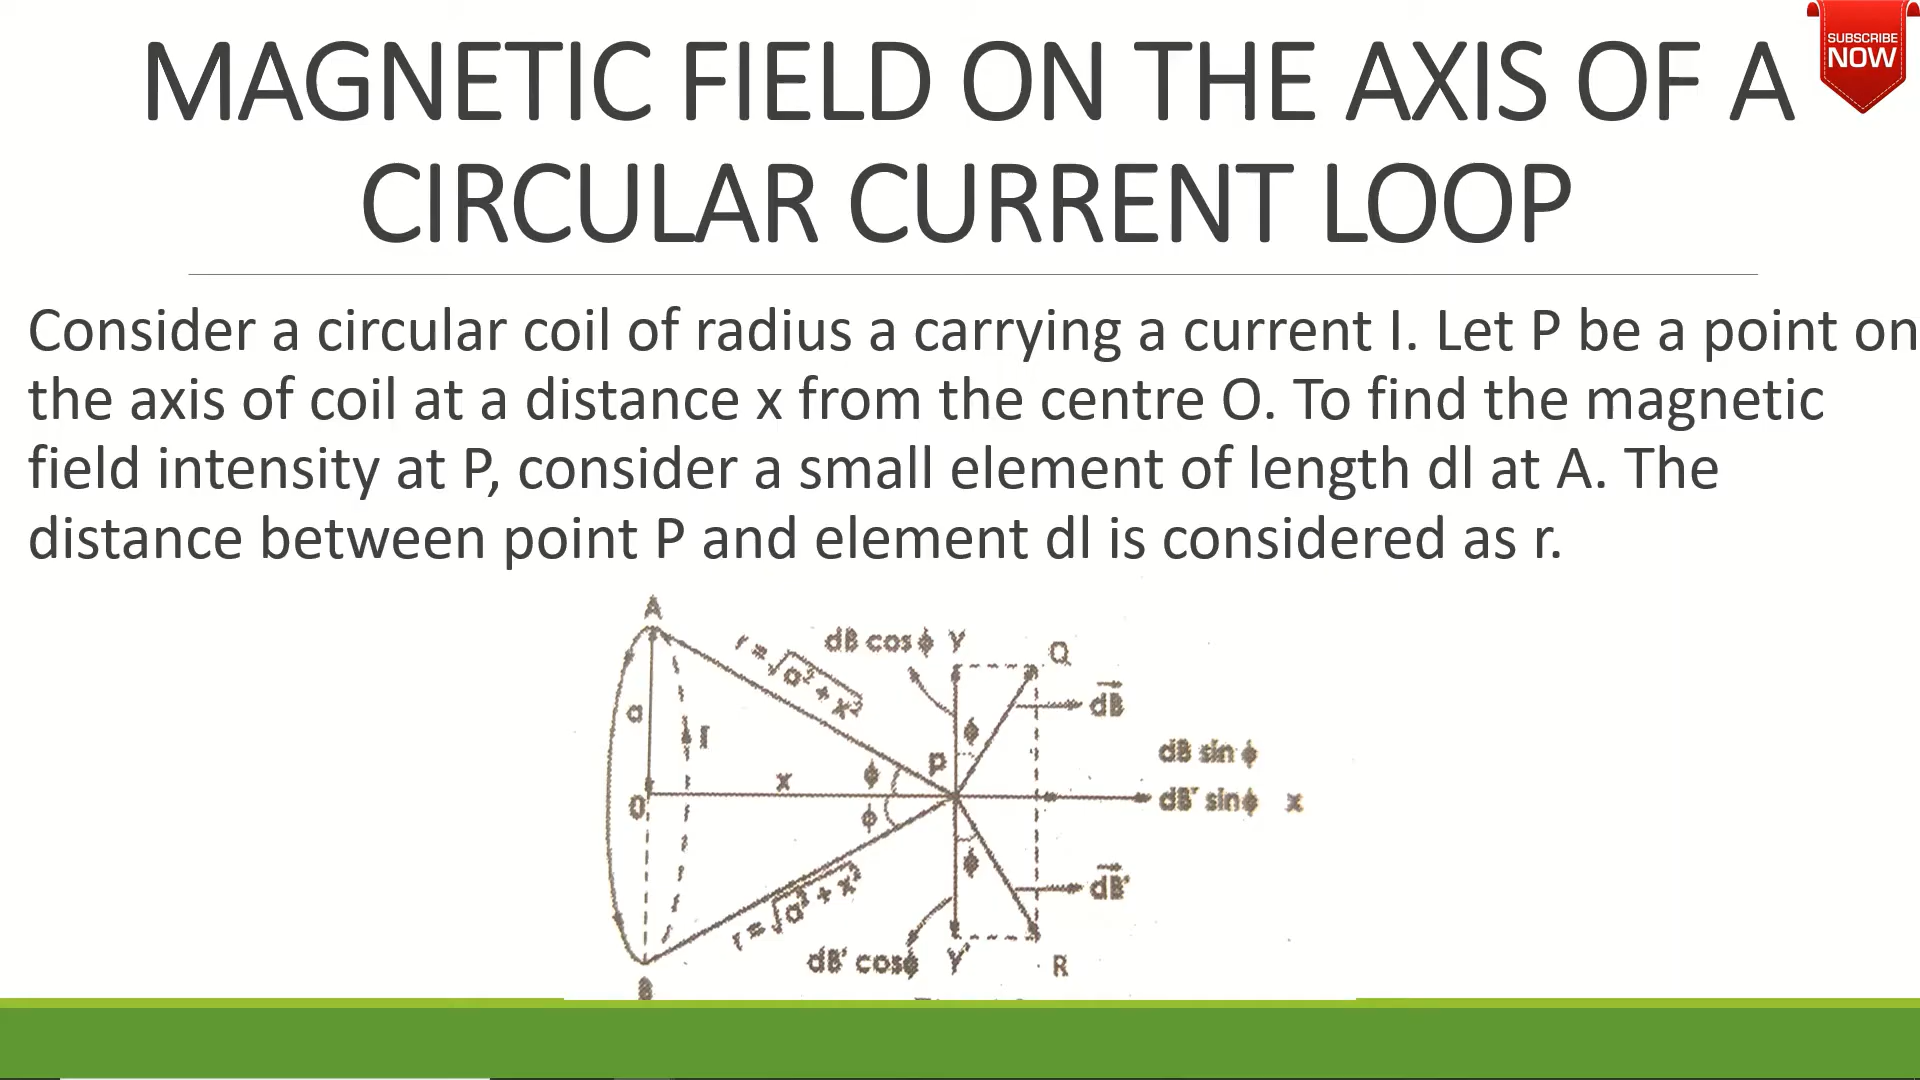 MAGNETIC FIELD ON THE AXIS OF A
CIRCULAR CURRENT LOOP
SUBSCRIBE
NOW
Consider a circular coil of radius a carrying a current I. Let P be a point on
the axis of coil at a distance x from the centre O. To find the magnetic
field intensity at P, consider a small element of length dl at A. The
distance between point P and element dl is considered as r.
A
r = √a² + x²
dB cos ϕ Y
Q
a
I
dB
ϕ
P
dB sin ϕ
x
ϕ
O
dB' sinϕ x
ϕ
ϕ
dB'
r = √a² + x²
dB' cosϕ Y'
R
B